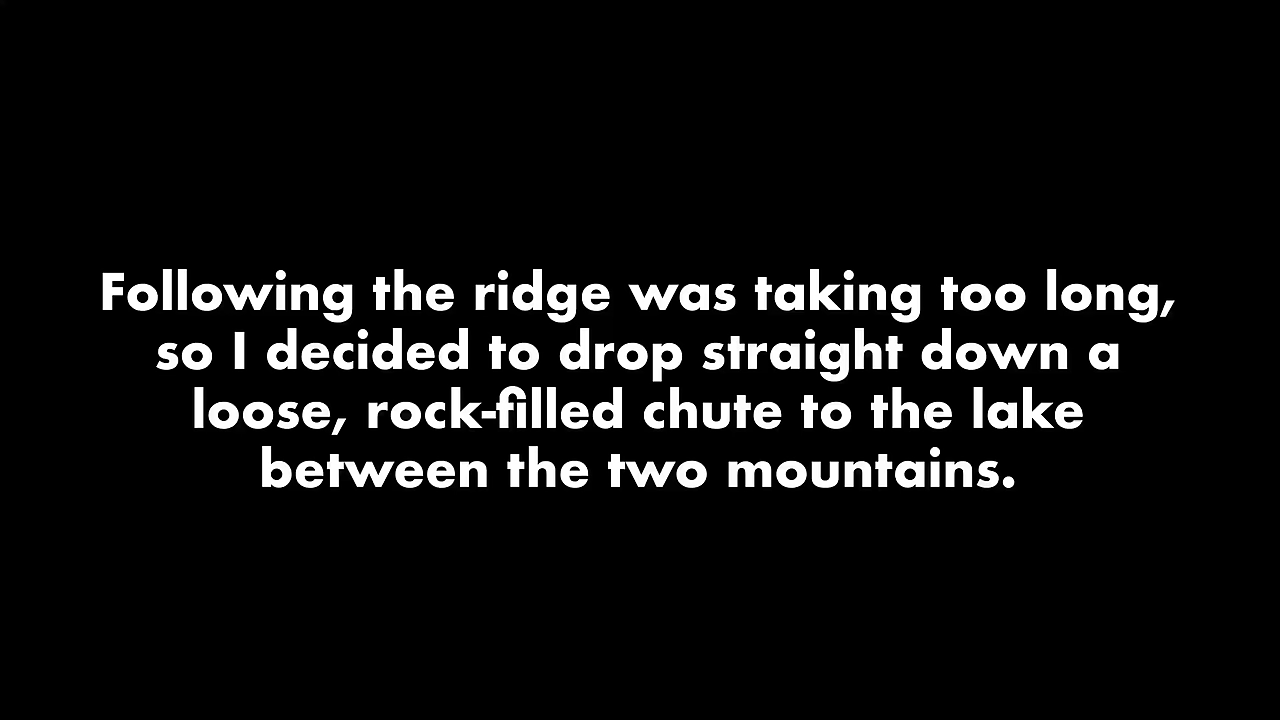 Following the ridge was taking too long,
so I decided to drop straight down a
loose, rock-filled chute to the lake
between the two mountains.